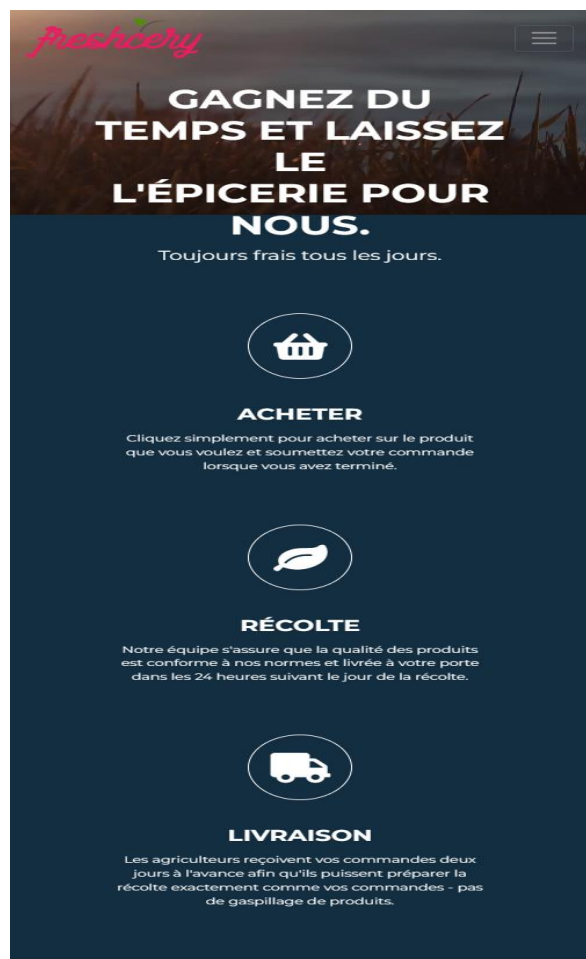 Freshcery
GAGNEZ DU
TEMPS ET LAISSEZ
LE
L'ÉPICERIE POUR
NOUS.
Toujours frais tous les jours.
ACHETER
Cliquez simplement pour acheter sur le produit
que vous voulez et soumettez votre commande
lorsque vous avez terminé.
RÉCOLTE
Notre équipe s'assure que la qualité des produits
est conforme à nos normes et livrée à votre porte
dans les 24 heures suivant le jour de la récolte.
LIVRAISON
Les agriculteurs reçoivent vos commandes deux
jours à l'avance afin qu'ils puissent préparer la
récolte exactement comme vos commandes - pas
de gaspillage de produits.